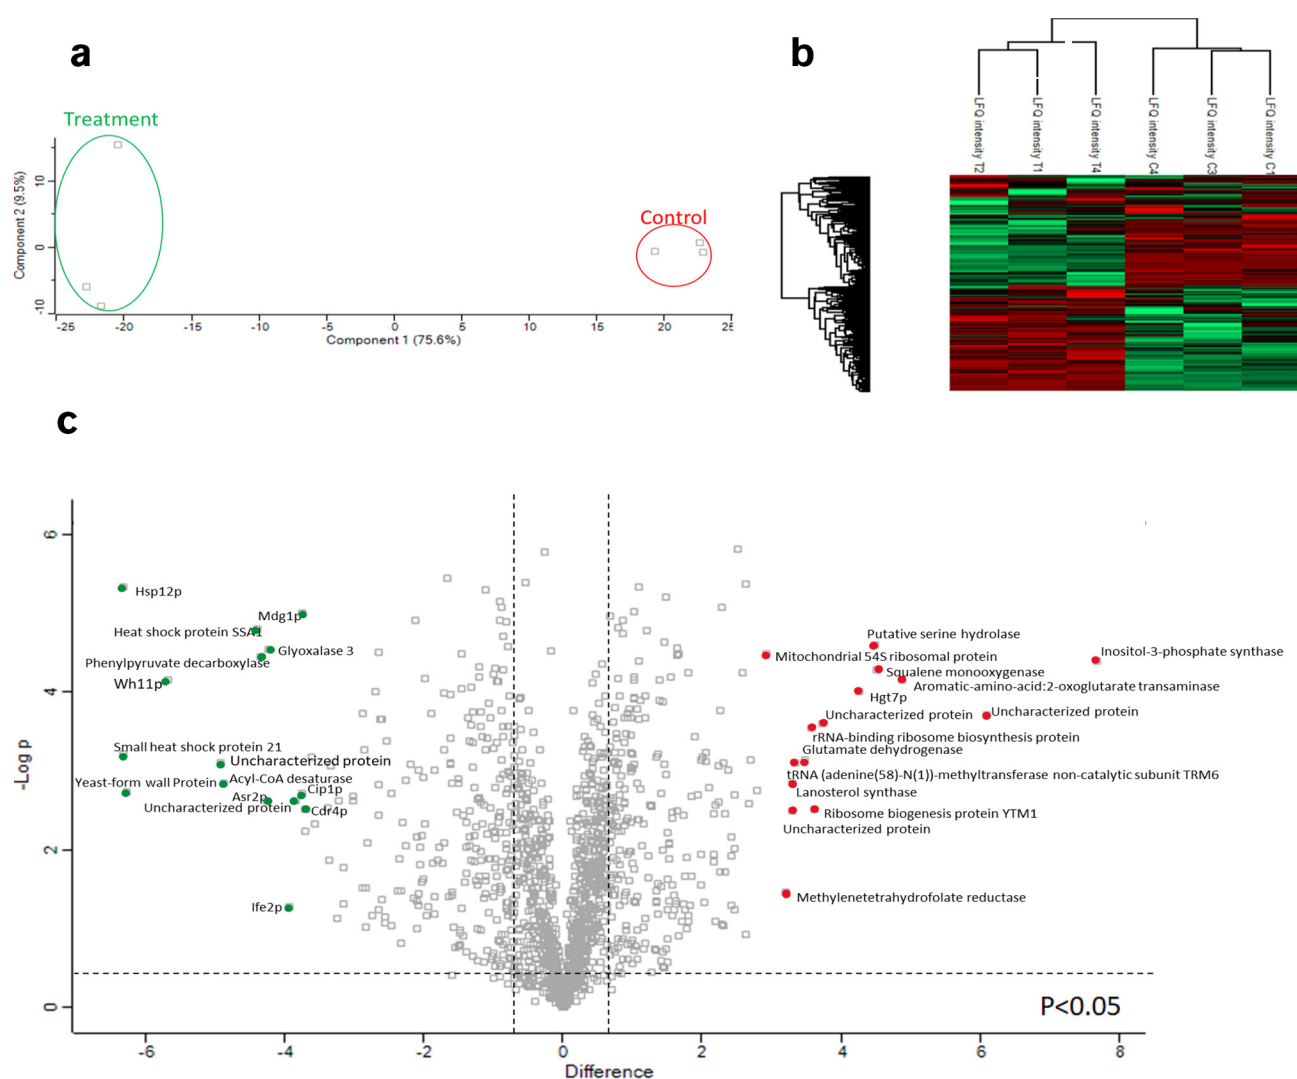 a
Treatment
Control
Component 2 (9.5%)
10
0
-10
-25
-20
-15
-10
-5
0
5
10
15
20
25
Component 1 (75.6%)
b
LFQ intensity T2
LFQ intensity T1
LFQ intensity T4
LFQ intensity C4
LFQ intensity C3
LFQ intensity C1
c
-Log p
6
4
2
0
Hsp12p
Mdg1p
Heat shock protein SSA1
Glyoxalase 3
Phenylpyruvate decarboxylase
Wh11p
Small heat shock protein 21
Uncharacterized protein
Yeast-form wall Protein
Acyl-CoA desaturase
Asr2p
Cip1p
Uncharacterized protein
Cdr4p
Ife2p
Putative serine hydrolase
Mitochondrial 54S ribosomal protein
Inositol-3-phosphate synthase
Squalene monooxygenase
Aromatic-amino-acid:2-oxoglutarate transaminase
Hgt7p
Uncharacterized protein
Uncharacterized protein
rRNA-binding ribosome biosynthesis protein
Glutamate dehydrogenase
tRNA (adenine(58)-N(1))-methyltransferase non-catalytic subunit TRM6
Lanosterol synthase
Ribosome biogenesis protein YTM1
Uncharacterized protein
Methylenetetrahydrofolate reductase
P<0.05
-6
-4
-2
0
2
4
6
8
Difference